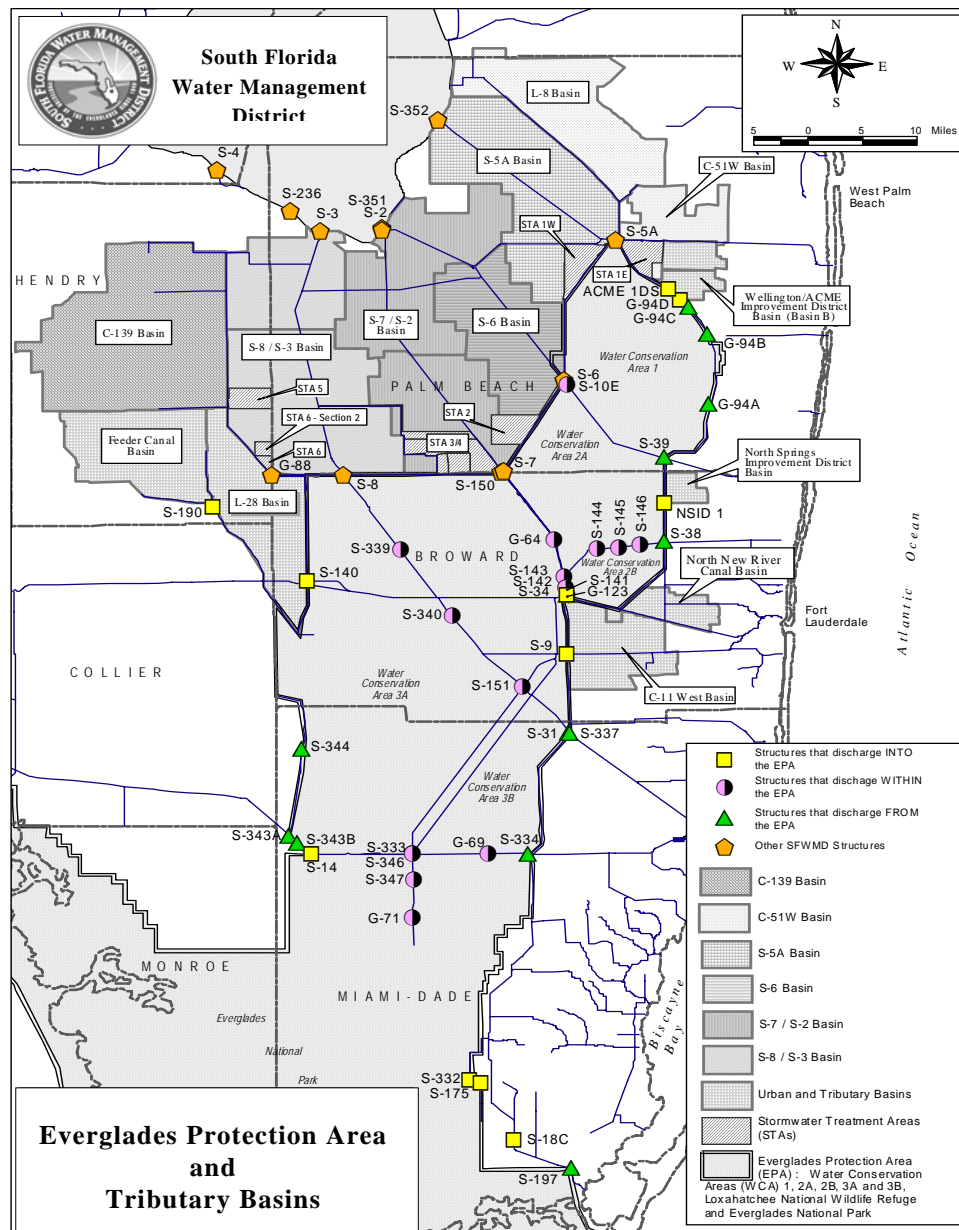 SOUTH FLORIDA WATER MANAGEMENT DISTRICT
South Florida
Water Management
District
N
W
E
S
5
0
5
10
Miles
L-8 Basin
S-352
S-5A Basin
C-51W Basin
S-4
S-236
S-351
S-2
S-3
STA 1W
S-5A
West Palm
Beach
STA 1E
HENDRY
ACME 1DS
G-94D
G-94C
Wellington/ACME
Improvement District
Basin (Basin B)
C-139 Basin
S-7 / S-2
Basin
S-6 Basin
S-8 / S-3 Basin
G-94B
Water Conservation
Area 1
S-6
S-10E
PALM BEACH
STA 5
G-94A
STA 6 - Section 2
STA 2
STA 6
STA 3/4
Feeder Canal
Basin
Water
Conservation
Area 2A
S-39
North Springs
Improvement District
Basin
G-88
S-8
S-7
S-150
L-28 Basin
S-190
NSID 1
S-144
S-145
S-146
G-64
S-38
S-339
BROWARD
Water Conservation
Area 2B
North New River
Canal Basin
S-143
S-142
S-141
S-34
G-123
S-140
S-340
Fort
Lauderdale
Atlantic Ocean
S-9
COLLIER
Water
Conservation
Area 3A
S-151
C-11 West Basin
S-31
S-337
S-344
Water
Conservation
Area 3B
S-343A
S-343B
S-14
S-333
S-346
G-69
S-334
S-347
G-71
MONROE
MIAMI-DADE
Everglades
National
Park
Biscayne
Bay
S-332
S-175
S-18C
S-197
Structures that discharge INTO
the EPA
Structures that dischage WITHIN
the EPA
Structures that discharge FROM
the EPA
Other SFWMD Structures
C-139 Basin
C-51W Basin
S-5A Basin
S-6 Basin
S-7 / S-2 Basin
S-8 / S-3 Basin
Urban and Tributary Basins
Stormwater Treatment Areas
(STAs)
Everglades Protection Area
(EPA) : Water Conservation
Areas (WCA) 1, 2A, 2B, 3A and 3B,
Loxahatchee National Wildlife Refuge
and Everglades National Park
Everglades Protection Area
and
Tributary Basins